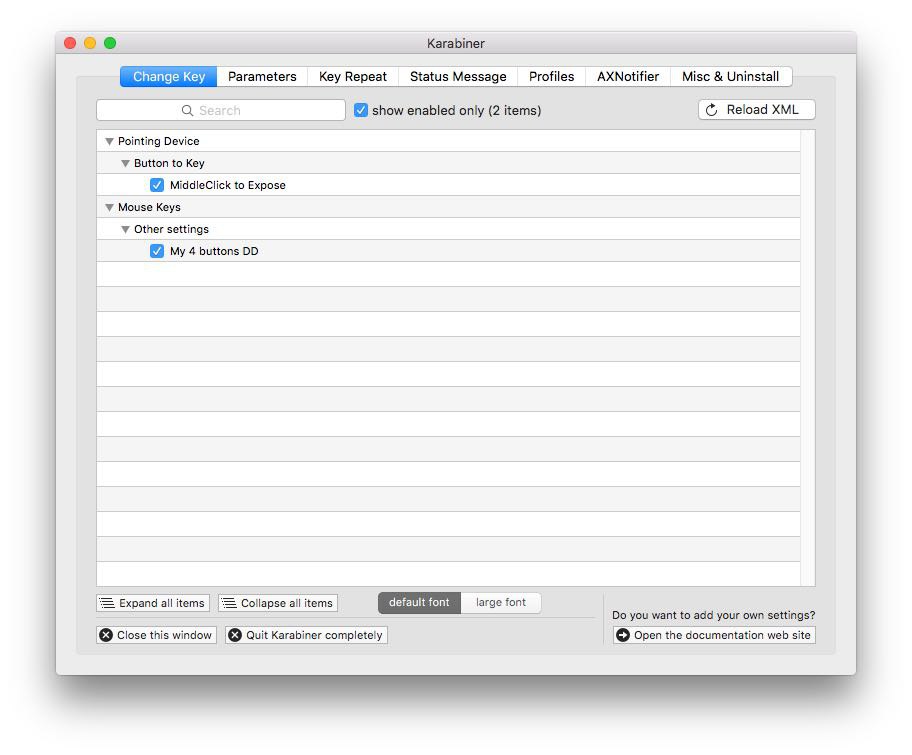 Karabiner
Change Key Parameters Key Repeat Status Message Profiles AXNotifier Misc & Uninstall
Search show enabled only (2 items) Reload XML
Pointing Device
Button to Key
MiddleClick to Expose
Mouse Keys
Other settings
My 4 buttons DD
Expand all items Collapse all items default font large font
Do you want to add your own settings?
Close this window Quit Karabiner completely Open the documentation web site